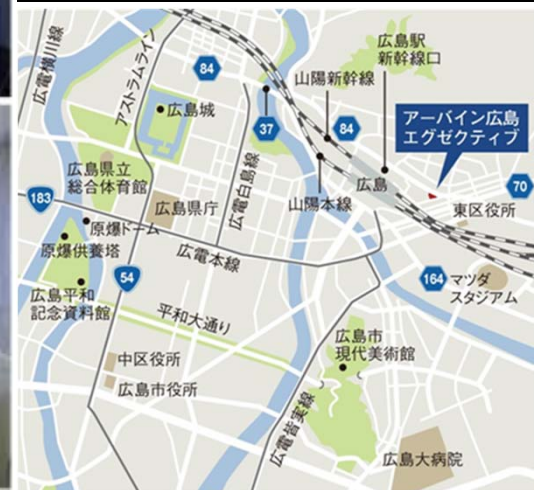 広電横川線
アストラムライン
84
広島駅
新幹線口
山陽新幹線
広島城
37
84
アーバイン広島
エグゼクティブ
広島県立
総合体育館
広電白島線
広島
70
183
広島県庁
山陽本線
東区役所
原爆ドーム
原爆供養塔
広電本線
54
164
マツダ
スタジアム
広島平和
記念資料館
平和大通り
広島市
現代美術館
中区役所
広島市役所
広電皆実線
広島大病院